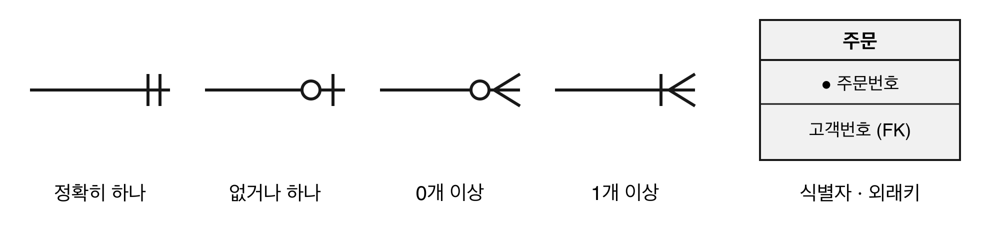 주문
● 주문번호
고객번호 (FK)
정확히 하나
없거나 하나
0개 이상
1개 이상
식별자 · 외래키